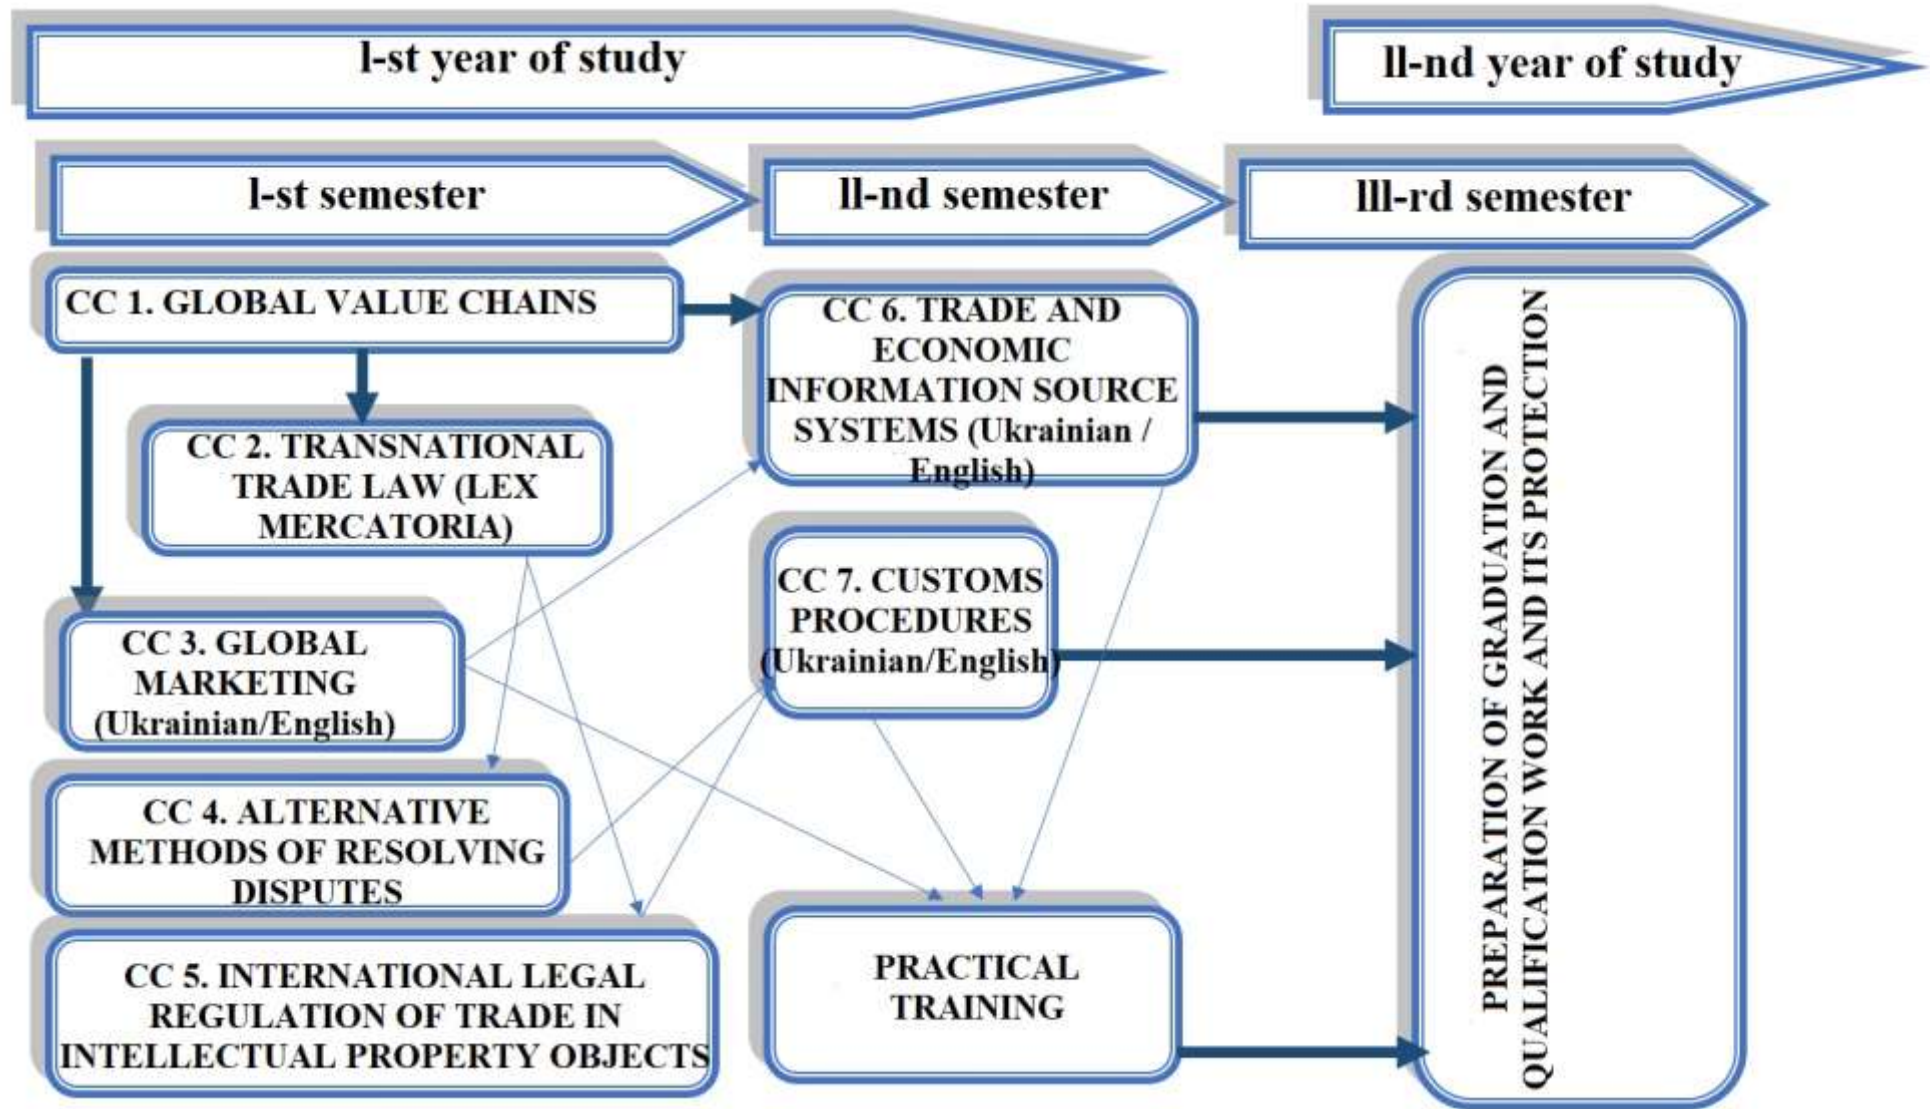 l-st year of study
ll-nd year of study
l-st semester
ll-nd semester
lll-rd semester
CC 1. GLOBAL VALUE CHAINS
CC 2. TRANSNATIONAL
TRADE LAW (LEX
MERCATORIA)
CC 3. GLOBAL
MARKETING
(Ukrainian/English)
CC 4. ALTERNATIVE
METHODS OF RESOLVING
DISPUTES
CC 5. INTERNATIONAL LEGAL
REGULATION OF TRADE IN
INTELLECTUAL PROPERTY OBJECTS
CC 6. TRADE AND
ECONOMIC
INFORMATION SOURCE
SYSTEMS (Ukrainian /
English)
CC 7. CUSTOMS
PROCEDURES
(Ukrainian/English)
PRACTICAL
TRAINING
PREPARATION OF GRADUATION AND
QUALIFICATION WORK AND ITS PROTECTION